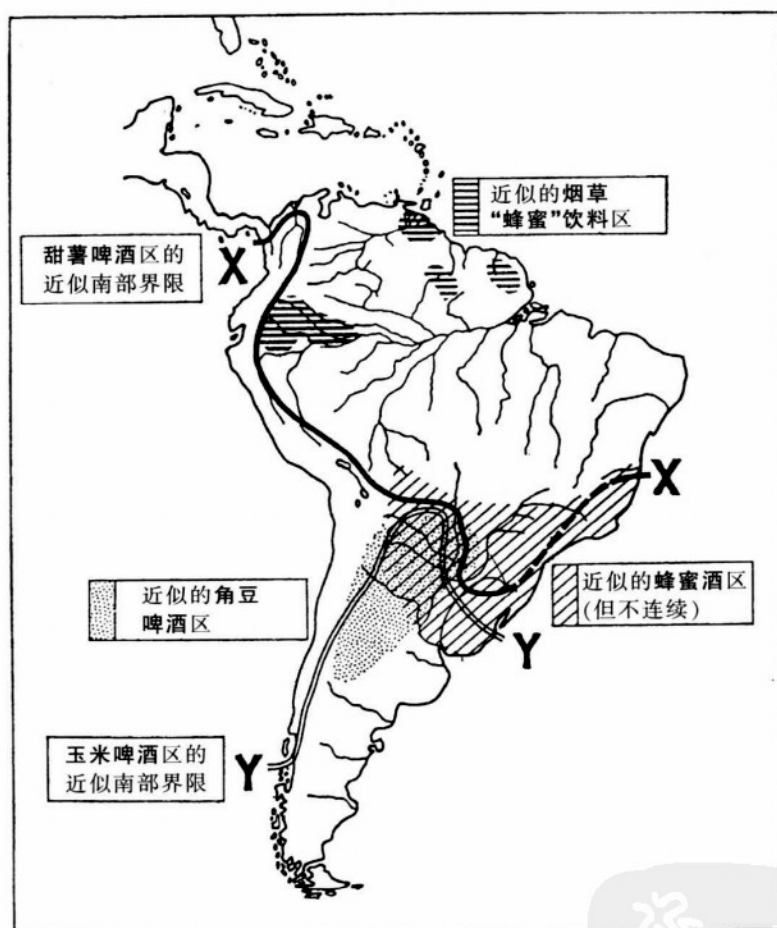 近似的烟草
“蜂蜜”饮料区
甜薯啤酒区的
近似南部界限
X
X
近似的角豆
啤酒区
近似的蜂蜜酒区
(但不连续)
Y
玉米啤酒区的
近似南部界限
Y